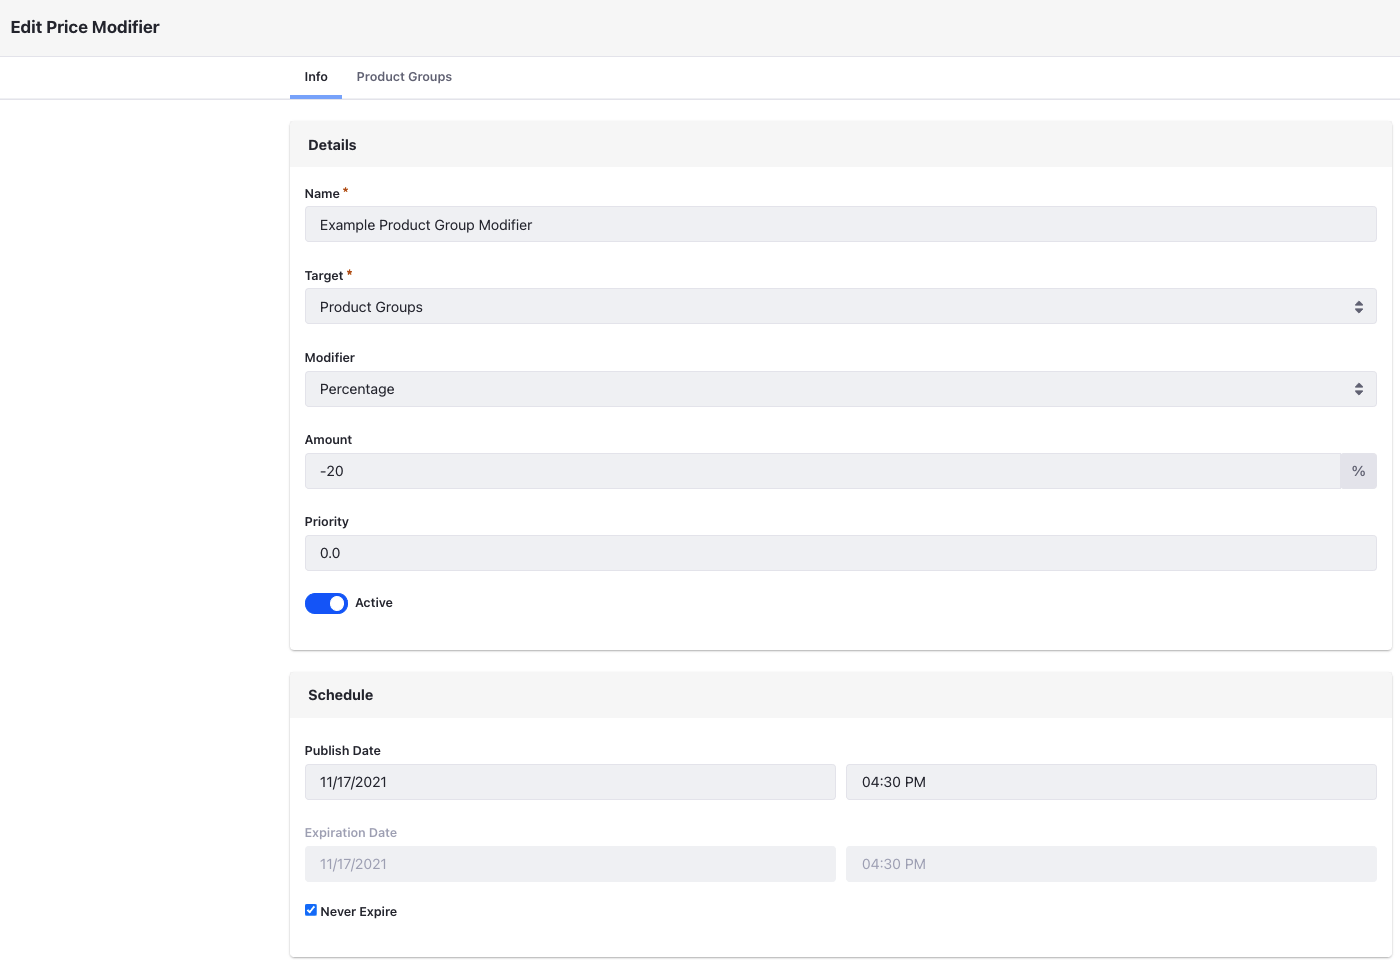 Edit Price Modifier
Info Product Groups
Details
Name *
Example Product Group Modifier
Target *
Product Groups
Modifier
Percentage
Amount
-20 %
Priority
0.0
Active
Schedule
Publish Date
11/17/2021 04:30 PM
Expiration Date
11/17/2021 04:30 PM
Never Expire